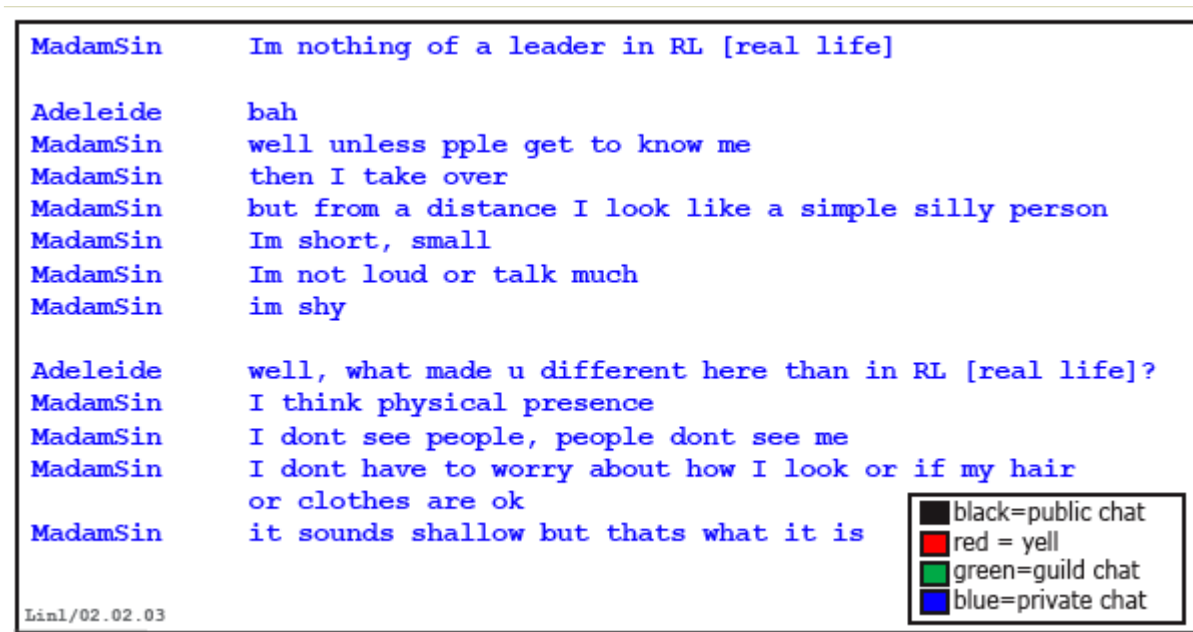 MadamSin Im nothing of a leader in RL [real life]
Adeleide bah
MadamSin well unless pple get to know me
MadamSin then I take over
MadamSin but from a distance I look like a simple silly person
MadamSin Im short, small
MadamSin Im not loud or talk much
MadamSin im shy
Adeleide well, what made u different here than in RL [real life]?
MadamSin I think physical presence
MadamSin I dont see people, people dont see me
MadamSin I dont have to worry about how I look or if my hair
or clothes are ok
MadamSin it sounds shallow but thats what it is
black=public chat
red = yell
green=guild chat
blue=private chat
Lin1/02.02.03